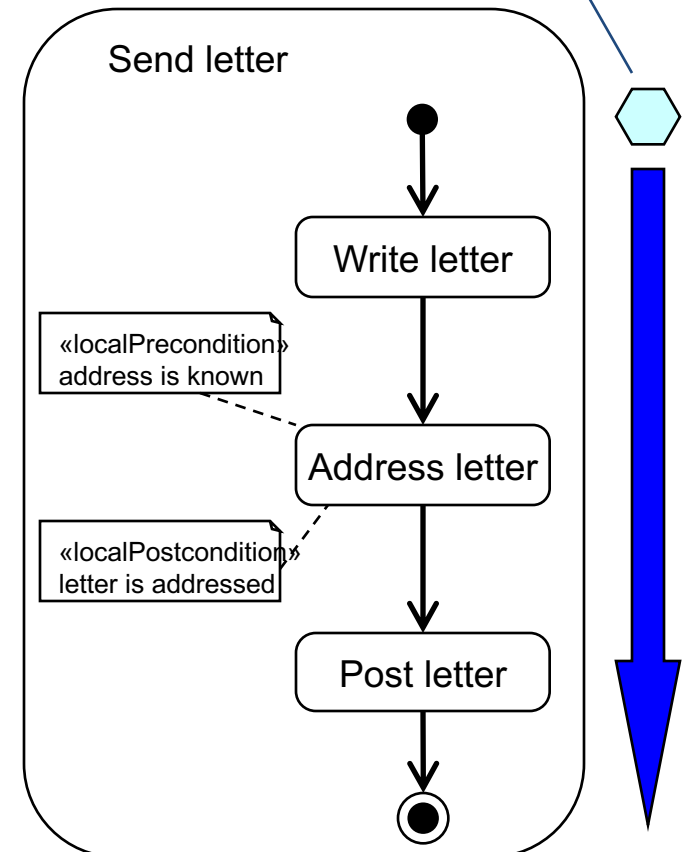 Send letter
Write letter
«localPrecondition»
address is known
Address letter
«localPostcondition»
letter is addressed
Post letter